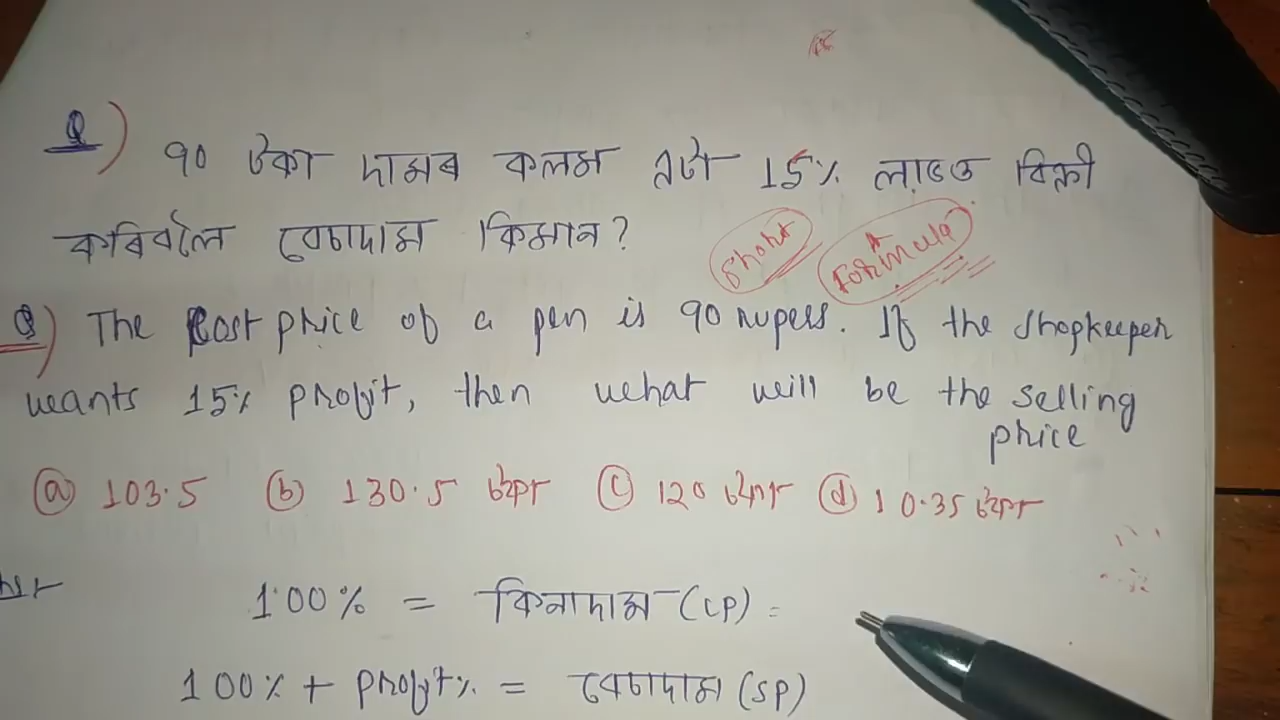 Q) 90 টকা দামৰ কলম এটা 15% লাভত বিক্ৰী
কৰিবলৈ বেচাদাম কিমান?
Short Formula
Q) The Cost price of a pen is 90 rupess. If the shopkeeper
wants 15% profit, then what will be the selling
price
(a) 103.5 (b) 130.5 টকা (c) 120 টকা (d) 10.35 টকা
100% = কিনাদাম (CP) =
100% + profit% = বেচাদাম (SP)